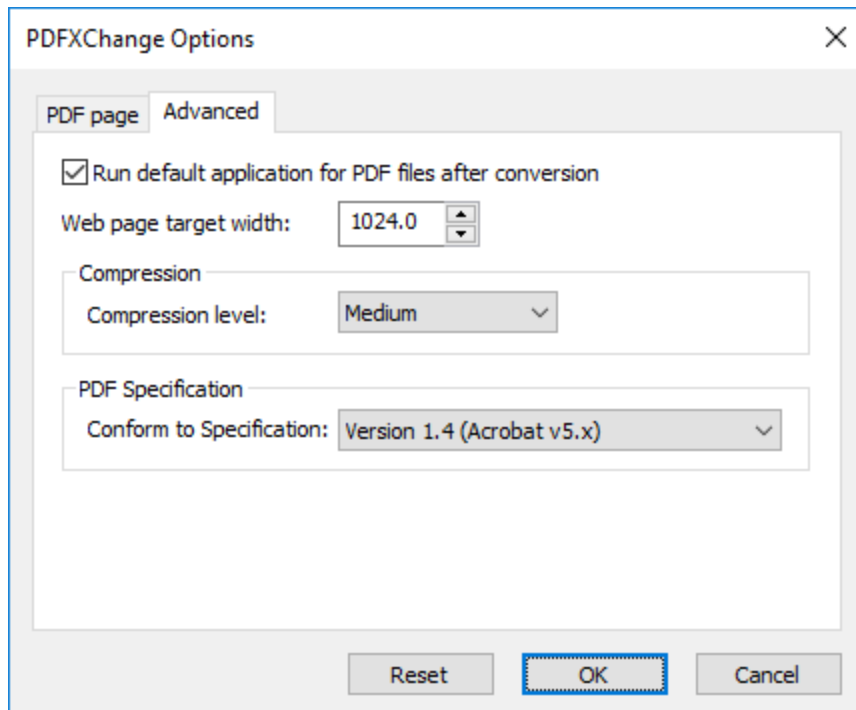 PDFXChange Options
PDF page Advanced
Run default application for PDF files after conversion
Web page target width: 1024.0
Compression
Compression level: Medium
PDF Specification
Conform to Specification: Version 1.4 (Acrobat v5.x)
Reset OK Cancel